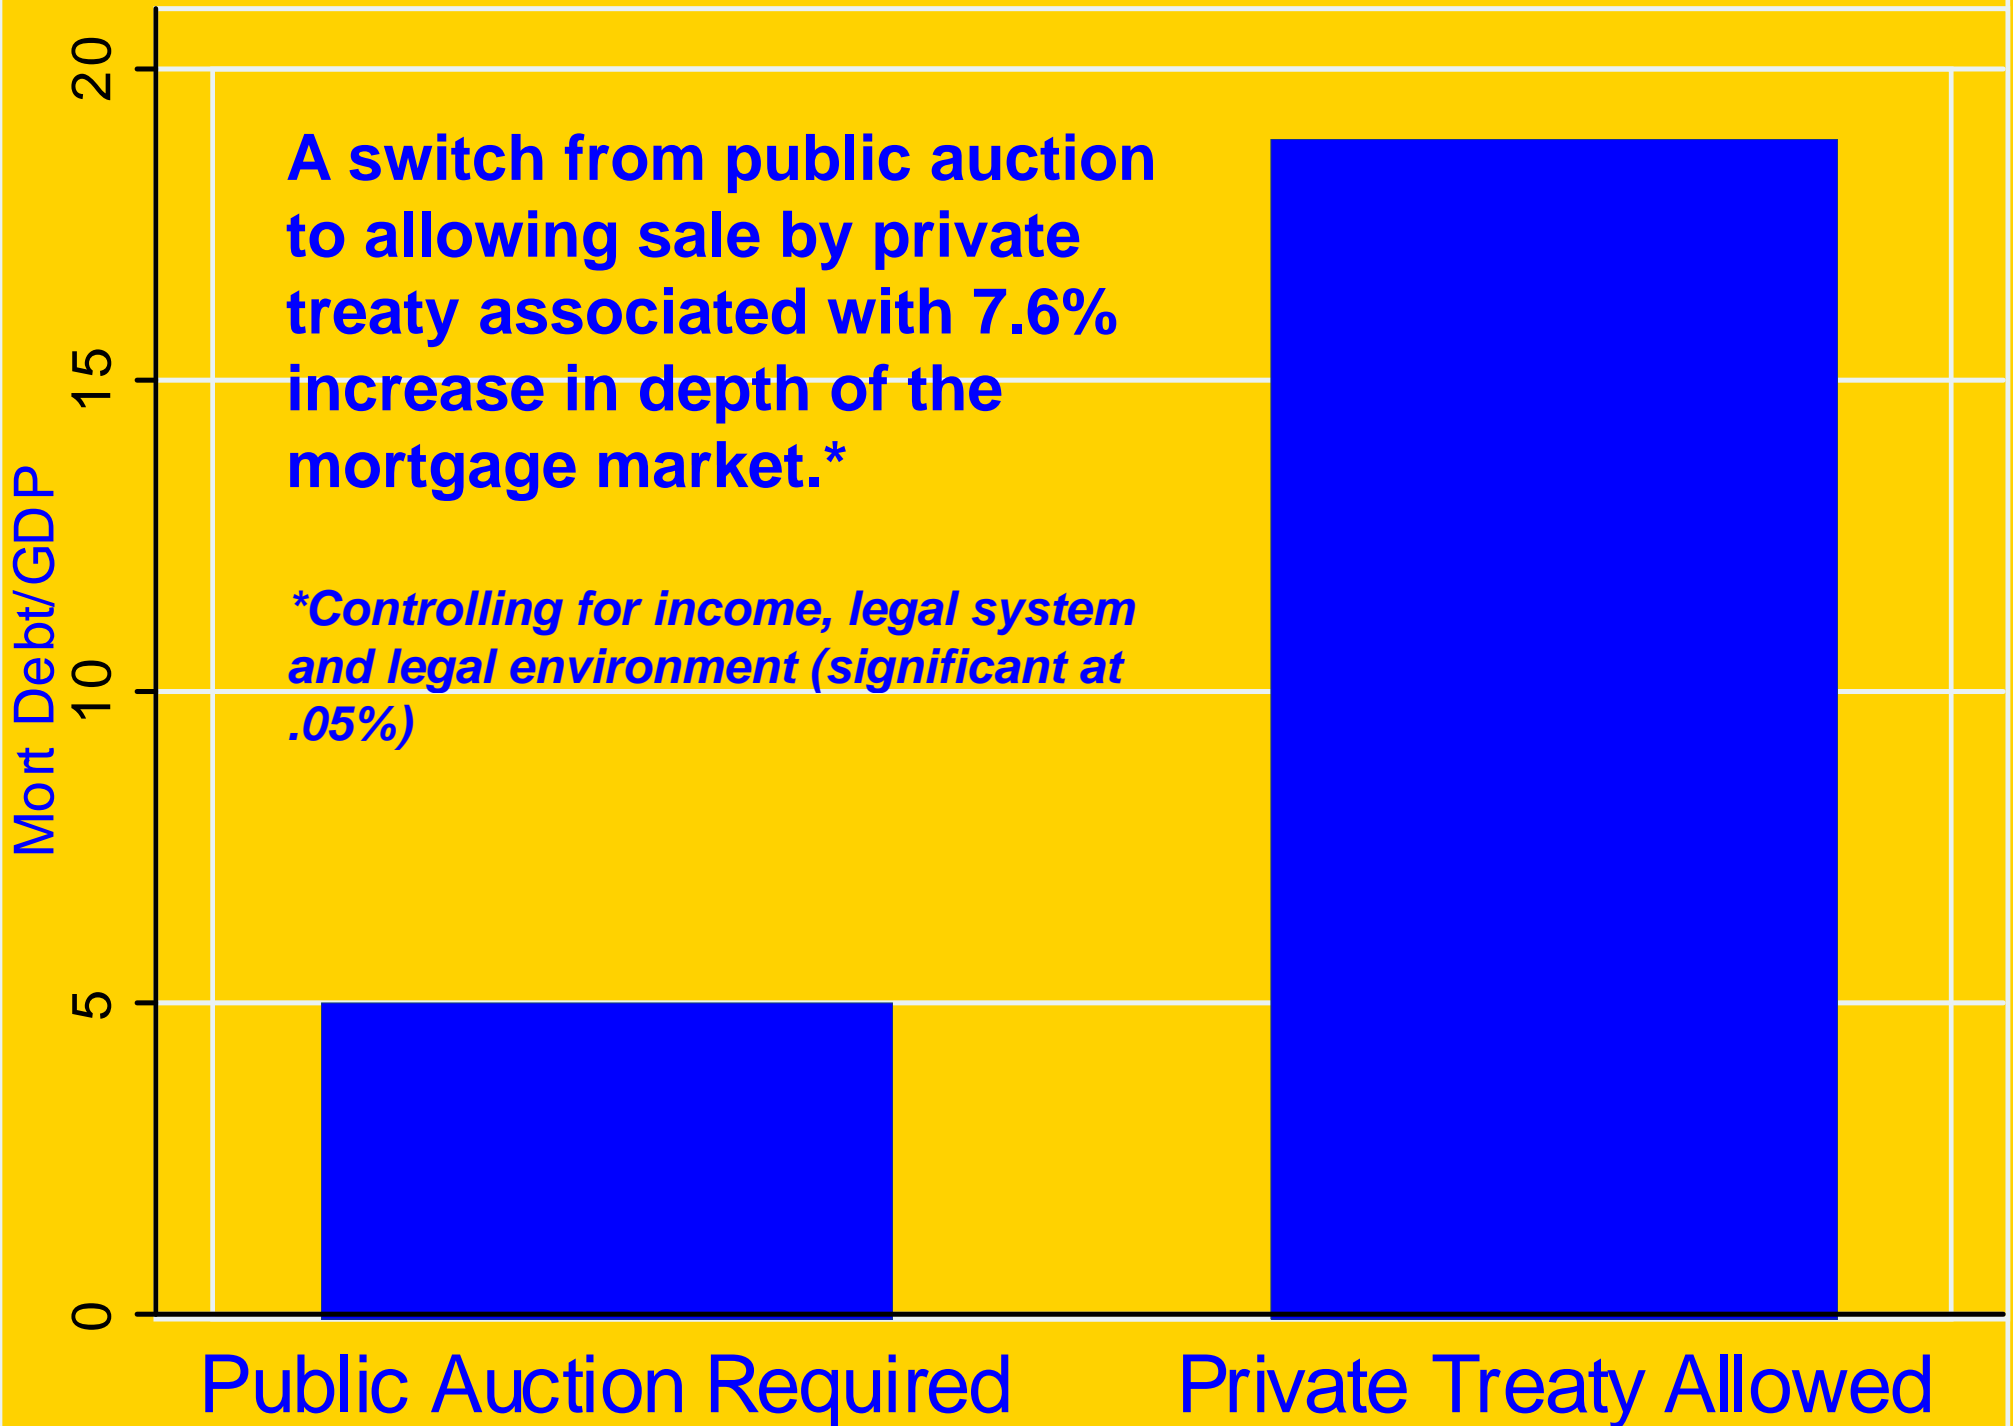 20
15
10
5
0
Mort Debt/GDP
A switch from public auction
to allowing sale by private
treaty associated with 7.6%
increase in depth of the
mortgage market.*
*Controlling for income, legal system
and legal environment (significant at
.05%)
Public Auction Required
Private Treaty Allowed